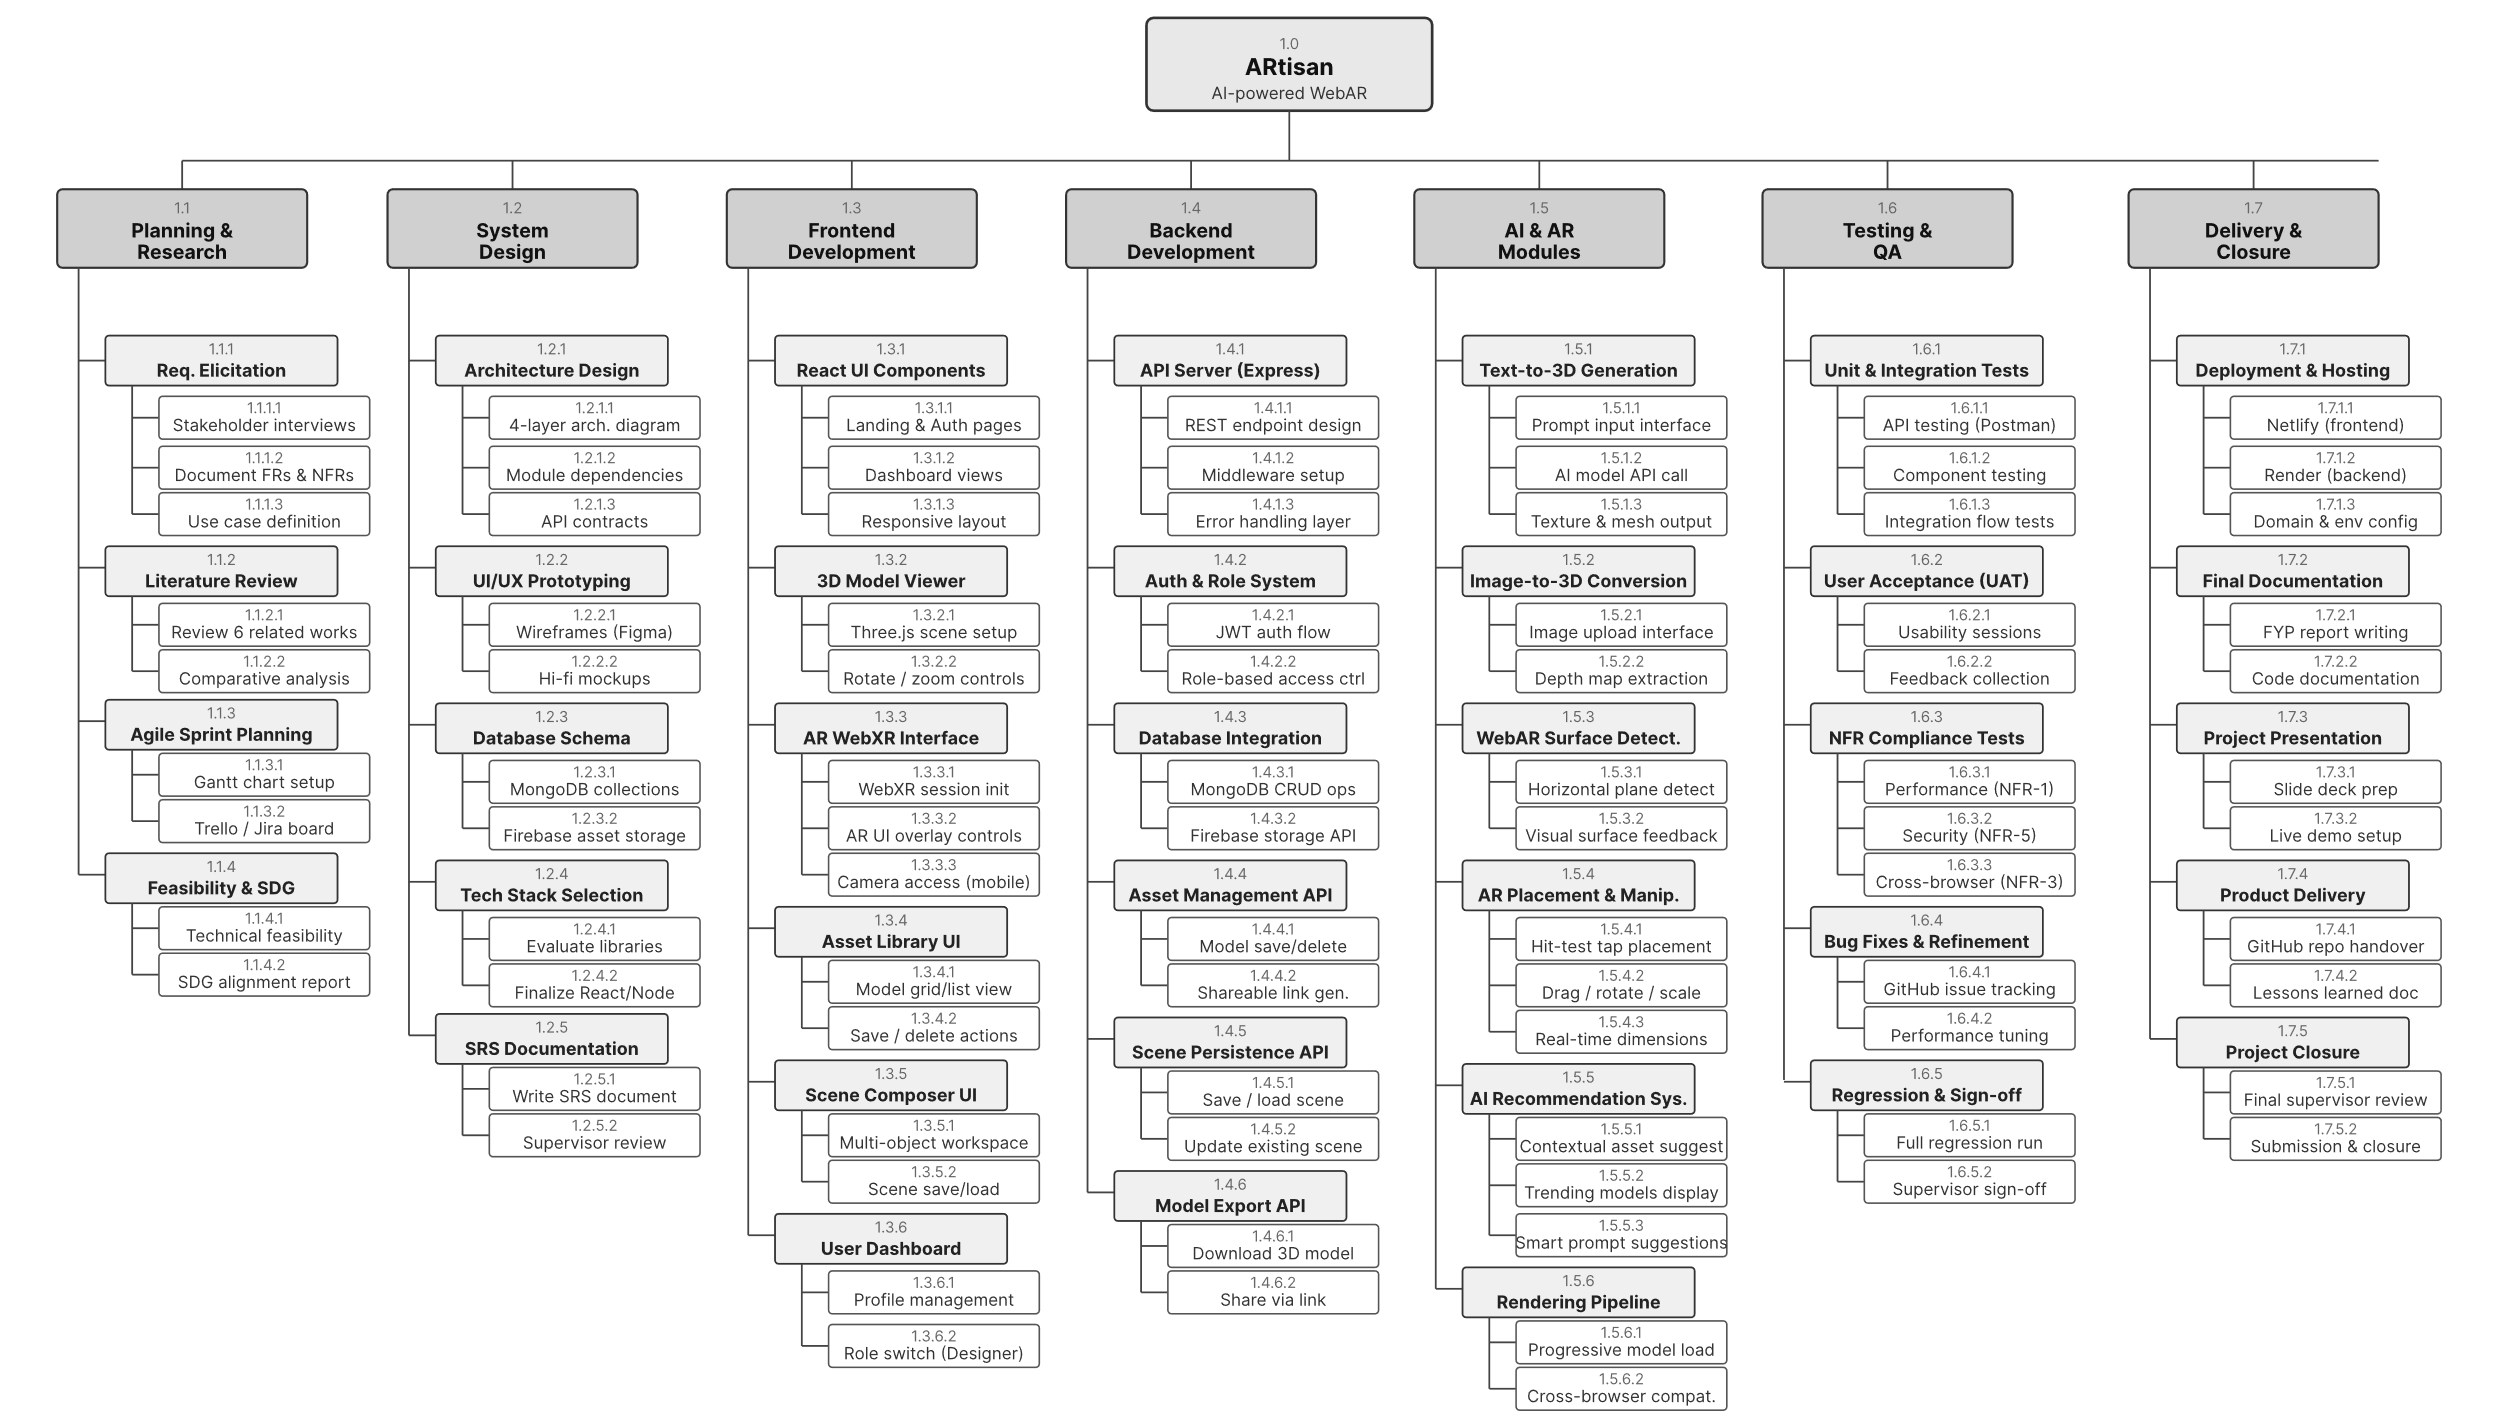 1.0
ARtisan
AI-powered WebAR
1.1
Planning &
Research
1.1.1
Req. Elicitation
1.1.1.1
Stakeholder interviews
1.1.1.2
Document FRs & NFRs
1.1.1.3
Use case definition
1.1.2
Literature Review
1.1.2.1
Review 6 related works
1.1.2.2
Comparative analysis
1.1.3
Agile Sprint Planning
1.1.3.1
Gantt chart setup
1.1.3.2
Trello / Jira board
1.1.4
Feasibility & SDG
1.1.4.1
Technical feasibility
1.1.4.2
SDG alignment report
1.2
System
Design
1.2.1
Architecture Design
1.2.1.1
4-layer arch. diagram
1.2.1.2
Module dependencies
1.2.1.3
API contracts
1.2.2
UI/UX Prototyping
1.2.2.1
Wireframes (Figma)
1.2.2.2
Hi-fi mockups
1.2.3
Database Schema
1.2.3.1
MongoDB collections
1.2.3.2
Firebase asset storage
1.2.4
Tech Stack Selection
1.2.4.1
Evaluate libraries
1.2.4.2
Finalize React/Node
1.2.5
SRS Documentation
1.2.5.1
Write SRS document
1.2.5.2
Supervisor review
1.3
Frontend
Development
1.3.1
React UI Components
1.3.1.1
Landing & Auth pages
1.3.1.2
Dashboard views
1.3.1.3
Responsive layout
1.3.2
3D Model Viewer
1.3.2.1
Three.js scene setup
1.3.2.2
Rotate / zoom controls
1.3.3
AR WebXR Interface
1.3.3.1
WebXR session init
1.3.3.2
AR UI overlay controls
1.3.3.3
Camera access (mobile)
1.3.4
Asset Library UI
1.3.4.1
Model grid/list view
1.3.4.2
Save / delete actions
1.3.5
Scene Composer UI
1.3.5.1
Multi-object workspace
1.3.5.2
Scene save/load
1.3.6
User Dashboard
1.3.6.1
Profile management
1.3.6.2
Role switch (Designer)
1.4
Backend
Development
1.4.1
API Server (Express)
1.4.1.1
REST endpoint design
1.4.1.2
Middleware setup
1.4.1.3
Error handling layer
1.4.2
Auth & Role System
1.4.2.1
JWT auth flow
1.4.2.2
Role-based access ctrl
1.4.3
Database Integration
1.4.3.1
MongoDB CRUD ops
1.4.3.2
Firebase storage API
1.4.4
Asset Management API
1.4.4.1
Model save/delete
1.4.4.2
Shareable link gen.
1.4.5
Scene Persistence API
1.4.5.1
Save / load scene
1.4.5.2
Update existing scene
1.4.6
Model Export API
1.4.6.1
Download 3D model
1.4.6.2
Share via link
1.5
AI & AR
Modules
1.5.1
Text-to-3D Generation
1.5.1.1
Prompt input interface
1.5.1.2
AI model API call
1.5.1.3
Texture & mesh output
1.5.2
Image-to-3D Conversion
1.5.2.1
Image upload interface
1.5.2.2
Depth map extraction
1.5.3
WebAR Surface Detect.
1.5.3.1
Horizontal plane detect
1.5.3.2
Visual surface feedback
1.5.4
AR Placement & Manip.
1.5.4.1
Hit-test tap placement
1.5.4.2
Drag / rotate / scale
1.5.4.3
Real-time dimensions
1.5.5
AI Recommendation Sys.
1.5.5.1
Contextual asset suggest
1.5.5.2
Trending models display
1.5.5.3
Smart prompt suggestions
1.5.6
Rendering Pipeline
1.5.6.1
Progressive model load
1.5.6.2
Cross-browser compat.
1.6
Testing &
QA
1.6.1
Unit & Integration Tests
1.6.1.1
API testing (Postman)
1.6.1.2
Component testing
1.6.1.3
Integration flow tests
1.6.2
User Acceptance (UAT)
1.6.2.1
Usability sessions
1.6.2.2
Feedback collection
1.6.3
NFR Compliance Tests
1.6.3.1
Performance (NFR-1)
1.6.3.2
Security (NFR-5)
1.6.3.3
Cross-browser (NFR-3)
1.6.4
Bug Fixes & Refinement
1.6.4.1
GitHub issue tracking
1.6.4.2
Performance tuning
1.6.5
Regression & Sign-off
1.6.5.1
Full regression run
1.6.5.2
Supervisor sign-off
1.7
Delivery &
Closure
1.7.1
Deployment & Hosting
1.7.1.1
Netlify (frontend)
1.7.1.2
Render (backend)
1.7.1.3
Domain & env config
1.7.2
Final Documentation
1.7.2.1
FYP report writing
1.7.2.2
Code documentation
1.7.3
Project Presentation
1.7.3.1
Slide deck prep
1.7.3.2
Live demo setup
1.7.4
Product Delivery
1.7.4.1
GitHub repo handover
1.7.4.2
Lessons learned doc
1.7.5
Project Closure
1.7.5.1
Final supervisor review
1.7.5.2
Submission & closure